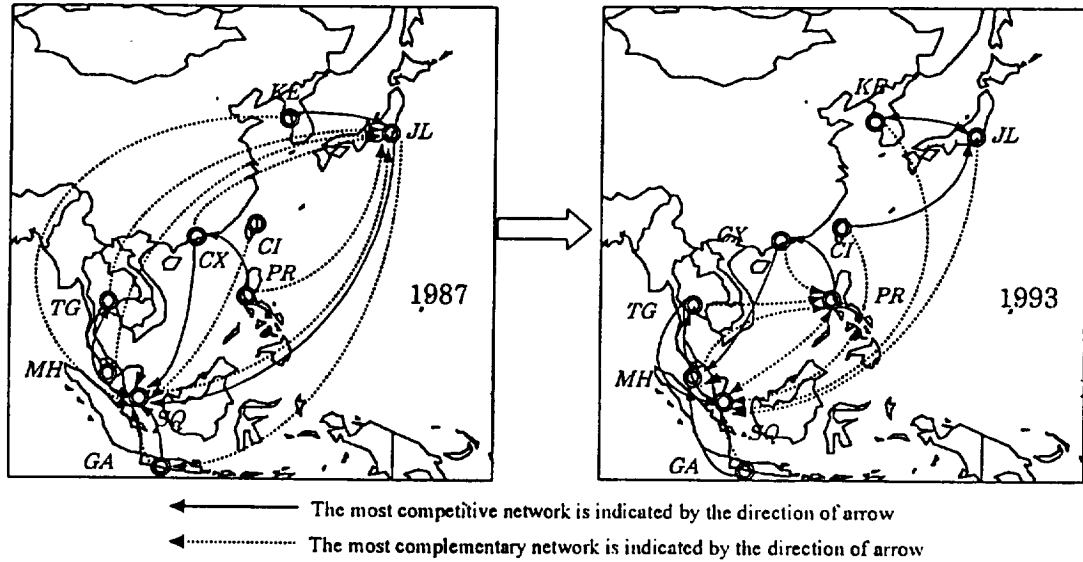 KE
JL
CI
CX
PR
1987
TG
MH
SQ
GA
KE
JL
CX
CI
PR
TG
1993
MH
SQ
GA
The most competitive network is indicated by the direction of arrow
The most complementary network is indicated by the direction of arrow